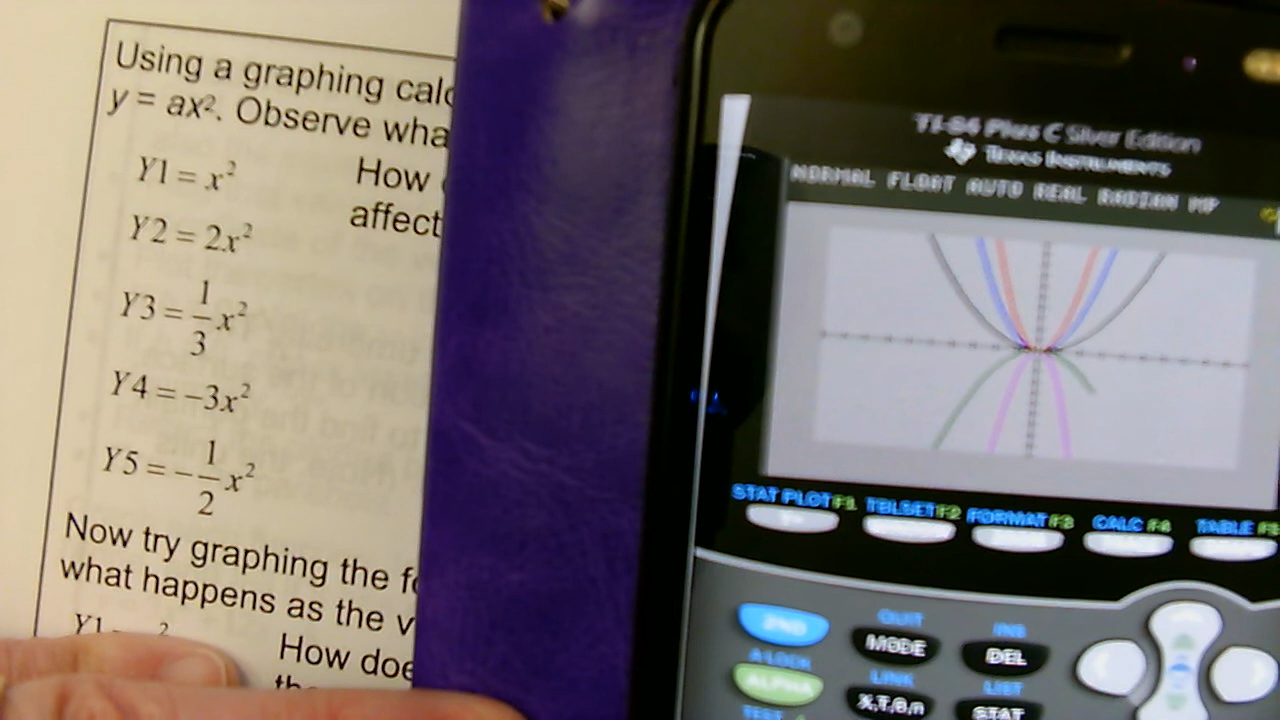 Using a graphing calc
y = ax². Observe wha
Y1 = x²
How
affect
Y2 = 2x²
Y3 = 1/3 x²
Y4 = −3x²
Y5 = −1/2 x²
Now try graphing the fo
what happens as the v
How doe
TI-84 Plus C Silver Edition
TEXAS INSTRUMENTS
NORMAL FLOAT AUTO REAL RADIAN MP
STAT PLOT F1 TBLSET F2 FORMAT F3 CALC F4 TABLE F5
2ND
QUIT
MODE
INS
DEL
A-LOCK
ALPHA
LINK
X,T,θ,n
LIST
STAT
TEST